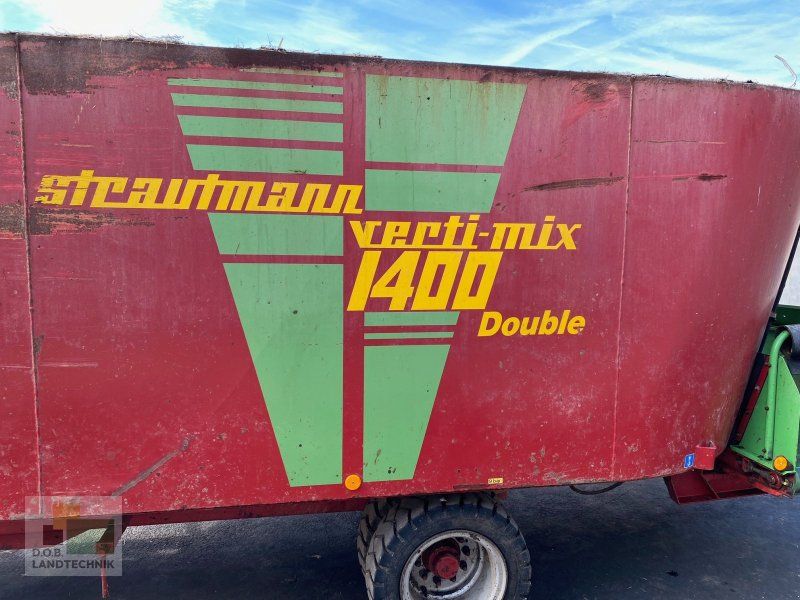 strautmann
verti-mix
1400
Double
D.O.B.
LANDTECHNIK